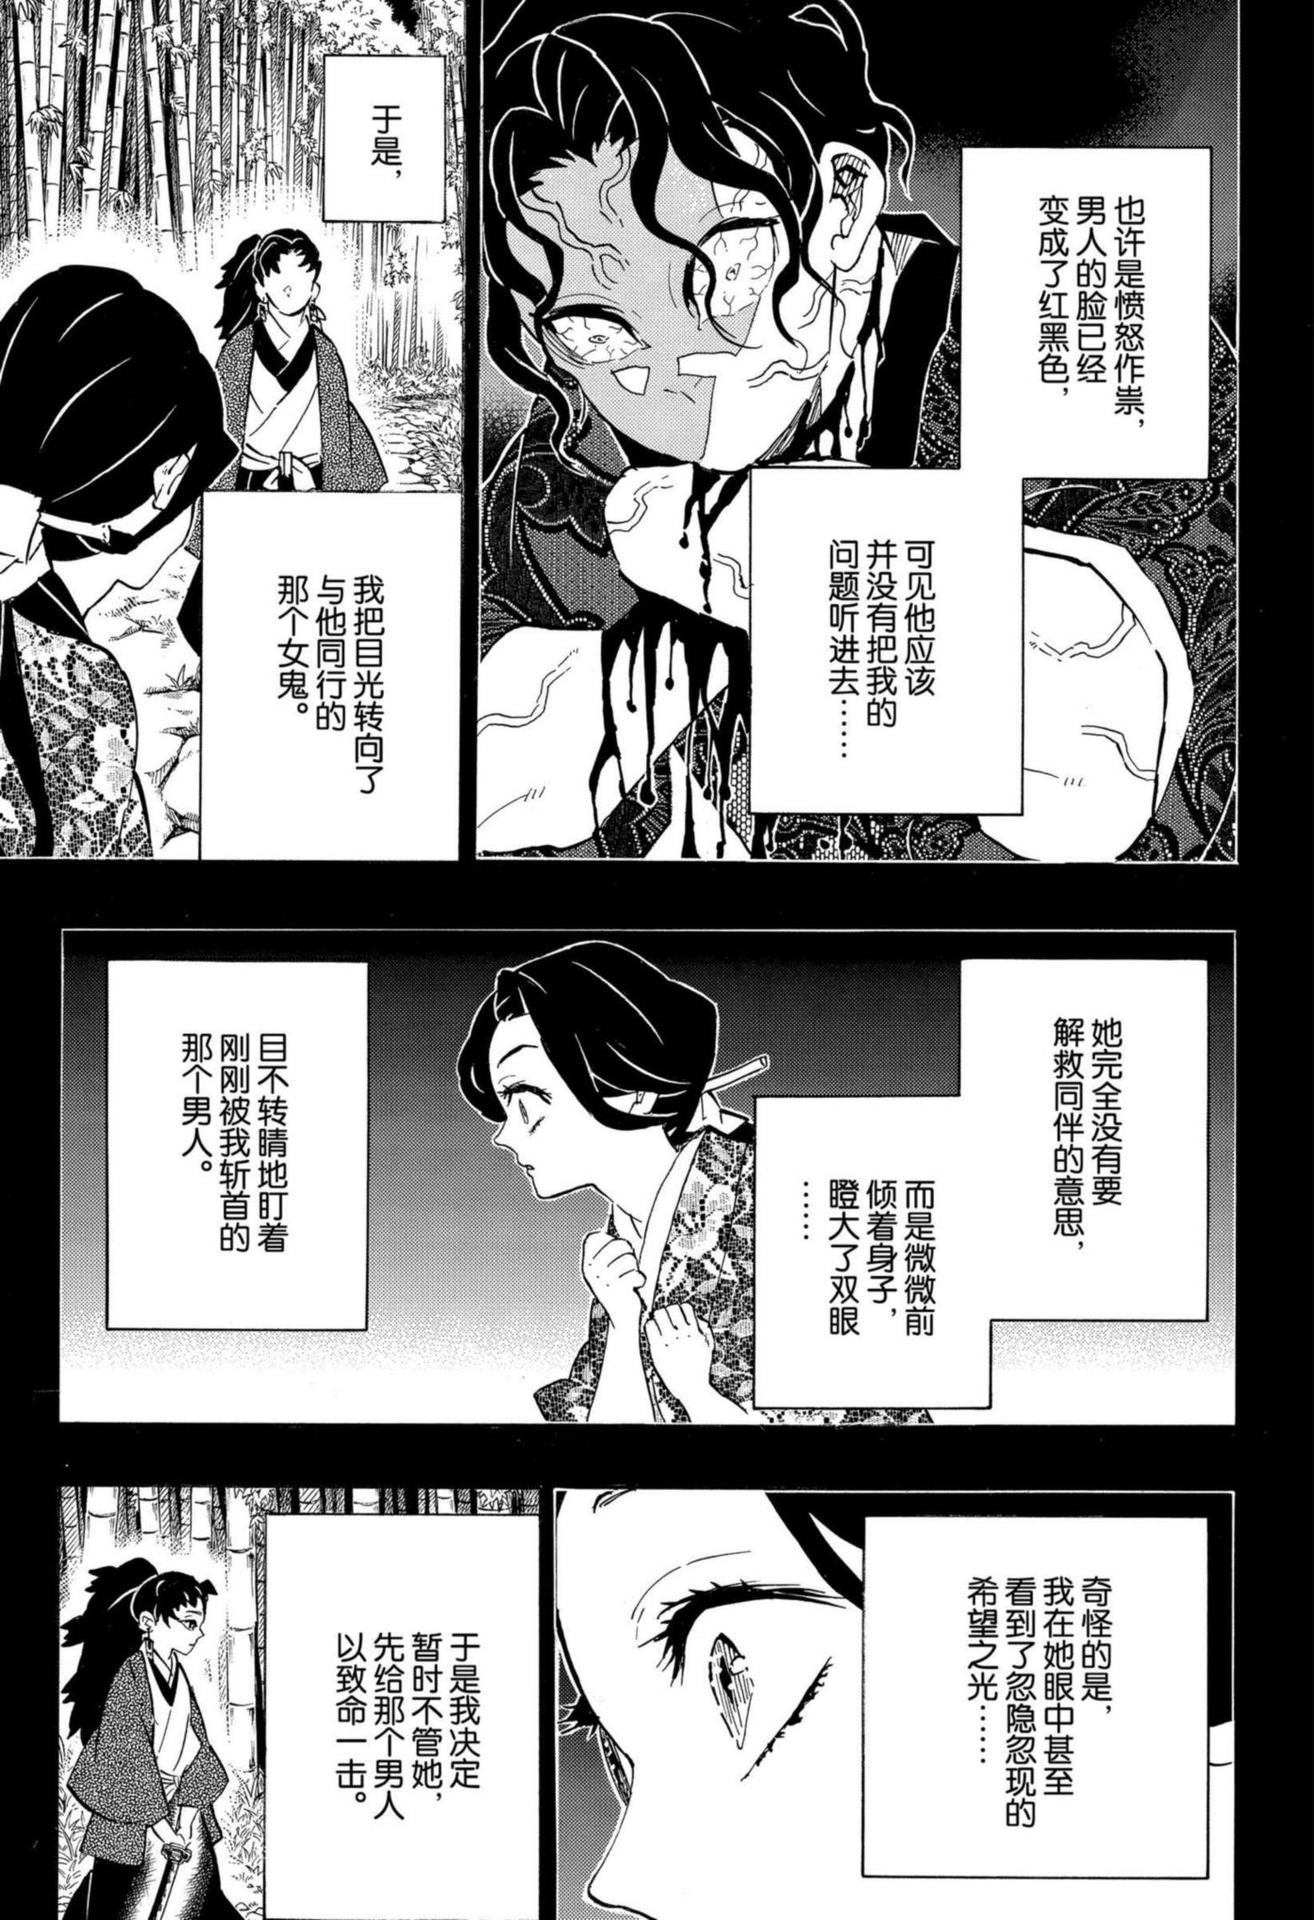 也许是愤怒作祟，
男人的脸已经
变成了红黑色，
可见他应该
并没有把我的
问题听进去……
于是，
我把目光转向了
与他同行的
那个女鬼。
她完全没有要
解救同伴的意思，
而是微微前
倾着身子，
瞪大了双眼
……
目不转睛地盯着
刚刚被我斩首的
那个男人。
奇怪的是，
我在她眼中甚至
看到了忽隐忽现的
希望之光……
于是我决定
暂时不管她，
先给那个男人
以致命一击。